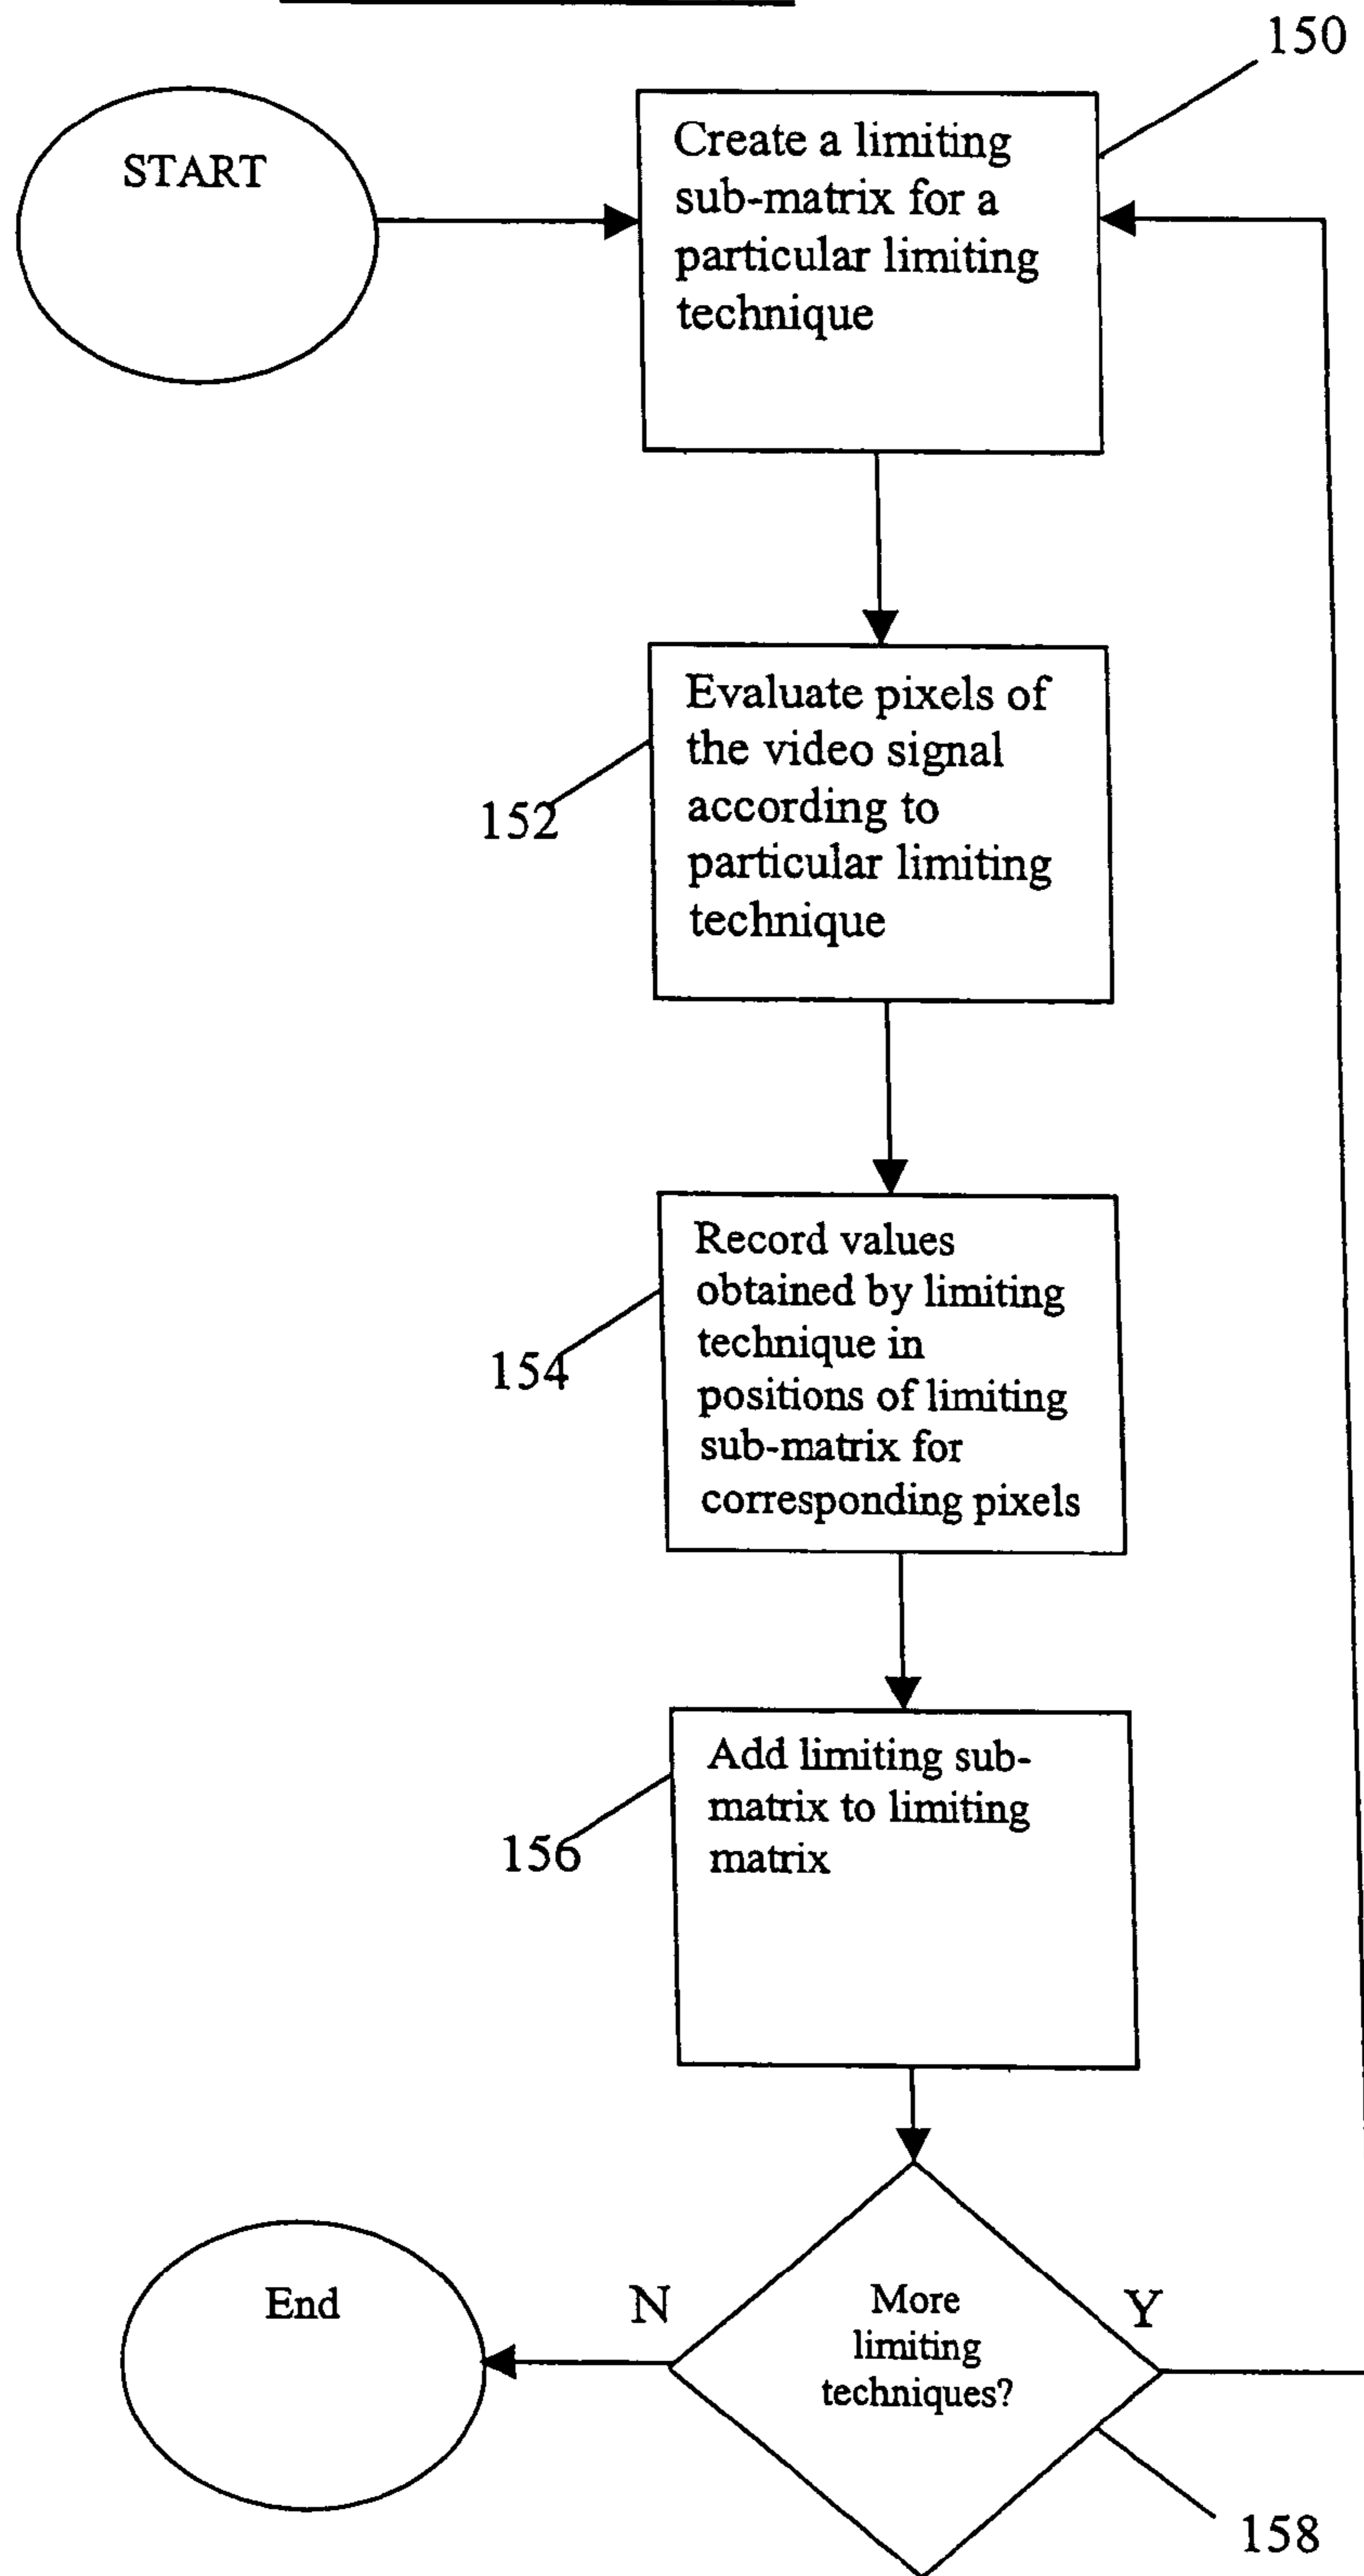 150
START
Create a limiting
sub-matrix for a
particular limiting
technique
Evaluate pixels of
the video signal
according to
particular limiting
technique
152
Record values
obtained by limiting
technique in
positions of limiting
sub-matrix for
corresponding pixels
154
Add limiting sub-
matrix to limiting
matrix
156
End
N
More
limiting
techniques?
Y
158